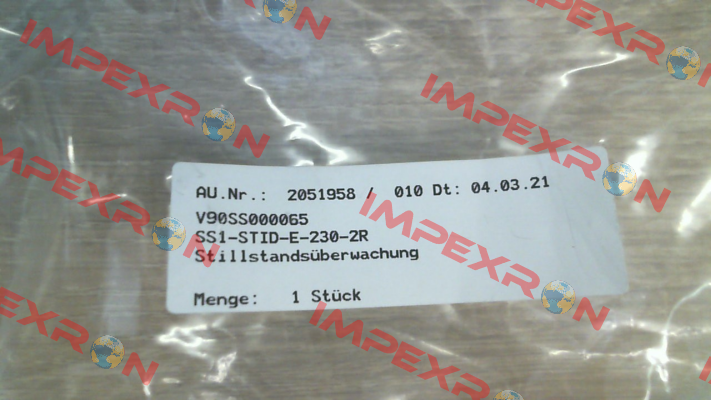 AU.Nr.: 2051958 / 010 Dt: 04.03.21
V90SS000065
SS1-STID-E-230-2R
Stillstandsüberwachung
Menge: 1 Stück
IMPEXRON
IMPEXRON
IMPEXRON
IMPEXRON
IMPEXRON
IMPEXRON